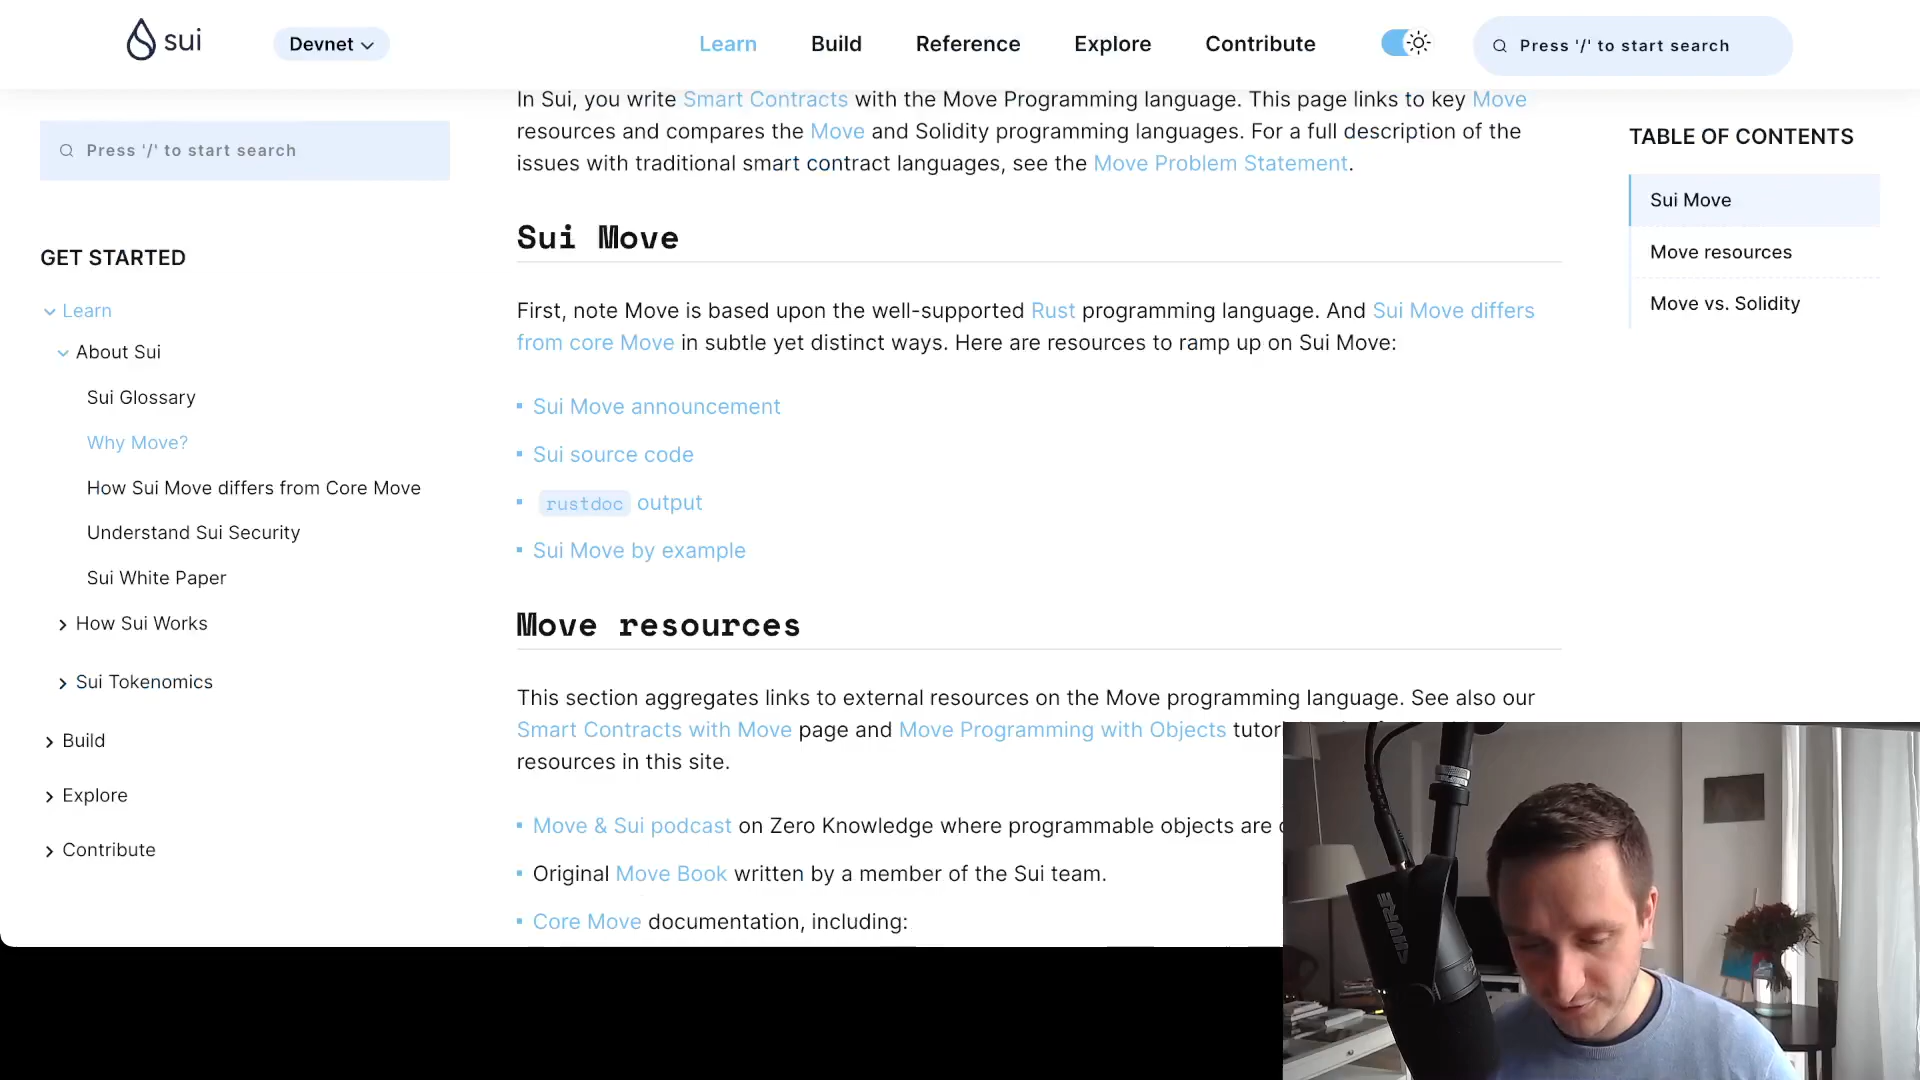 sui
Devnet
Learn
Build
Reference
Explore
Contribute
Press '/' to start search
Press '/' to start search
GET STARTED
Learn
About Sui
Sui Glossary
Why Move?
How Sui Move differs from Core Move
Understand Sui Security
Sui White Paper
How Sui Works
Sui Tokenomics
Build
Explore
Contribute
In Sui, you write Smart Contracts with the Move Programming language. This page links to key Move
resources and compares the Move and Solidity programming languages. For a full description of the
issues with traditional smart contract languages, see the Move Problem Statement.
Sui Move
First, note Move is based upon the well-supported Rust programming language. And Sui Move differs
from core Move in subtle yet distinct ways. Here are resources to ramp up on Sui Move:
Sui Move announcement
Sui source code
rustdoc output
Sui Move by example
Move resources
This section aggregates links to external resources on the Move programming language. See also our
Smart Contracts with Move page and Move Programming with Objects
resources in this site.
Move & Sui podcast on Zero Knowledge where programmable objects are
Original Move Book written by a member of the Sui team.
Core Move documentation, including:
TABLE OF CONTENTS
Sui Move
Move resources
Move vs. Solidity
SHURE